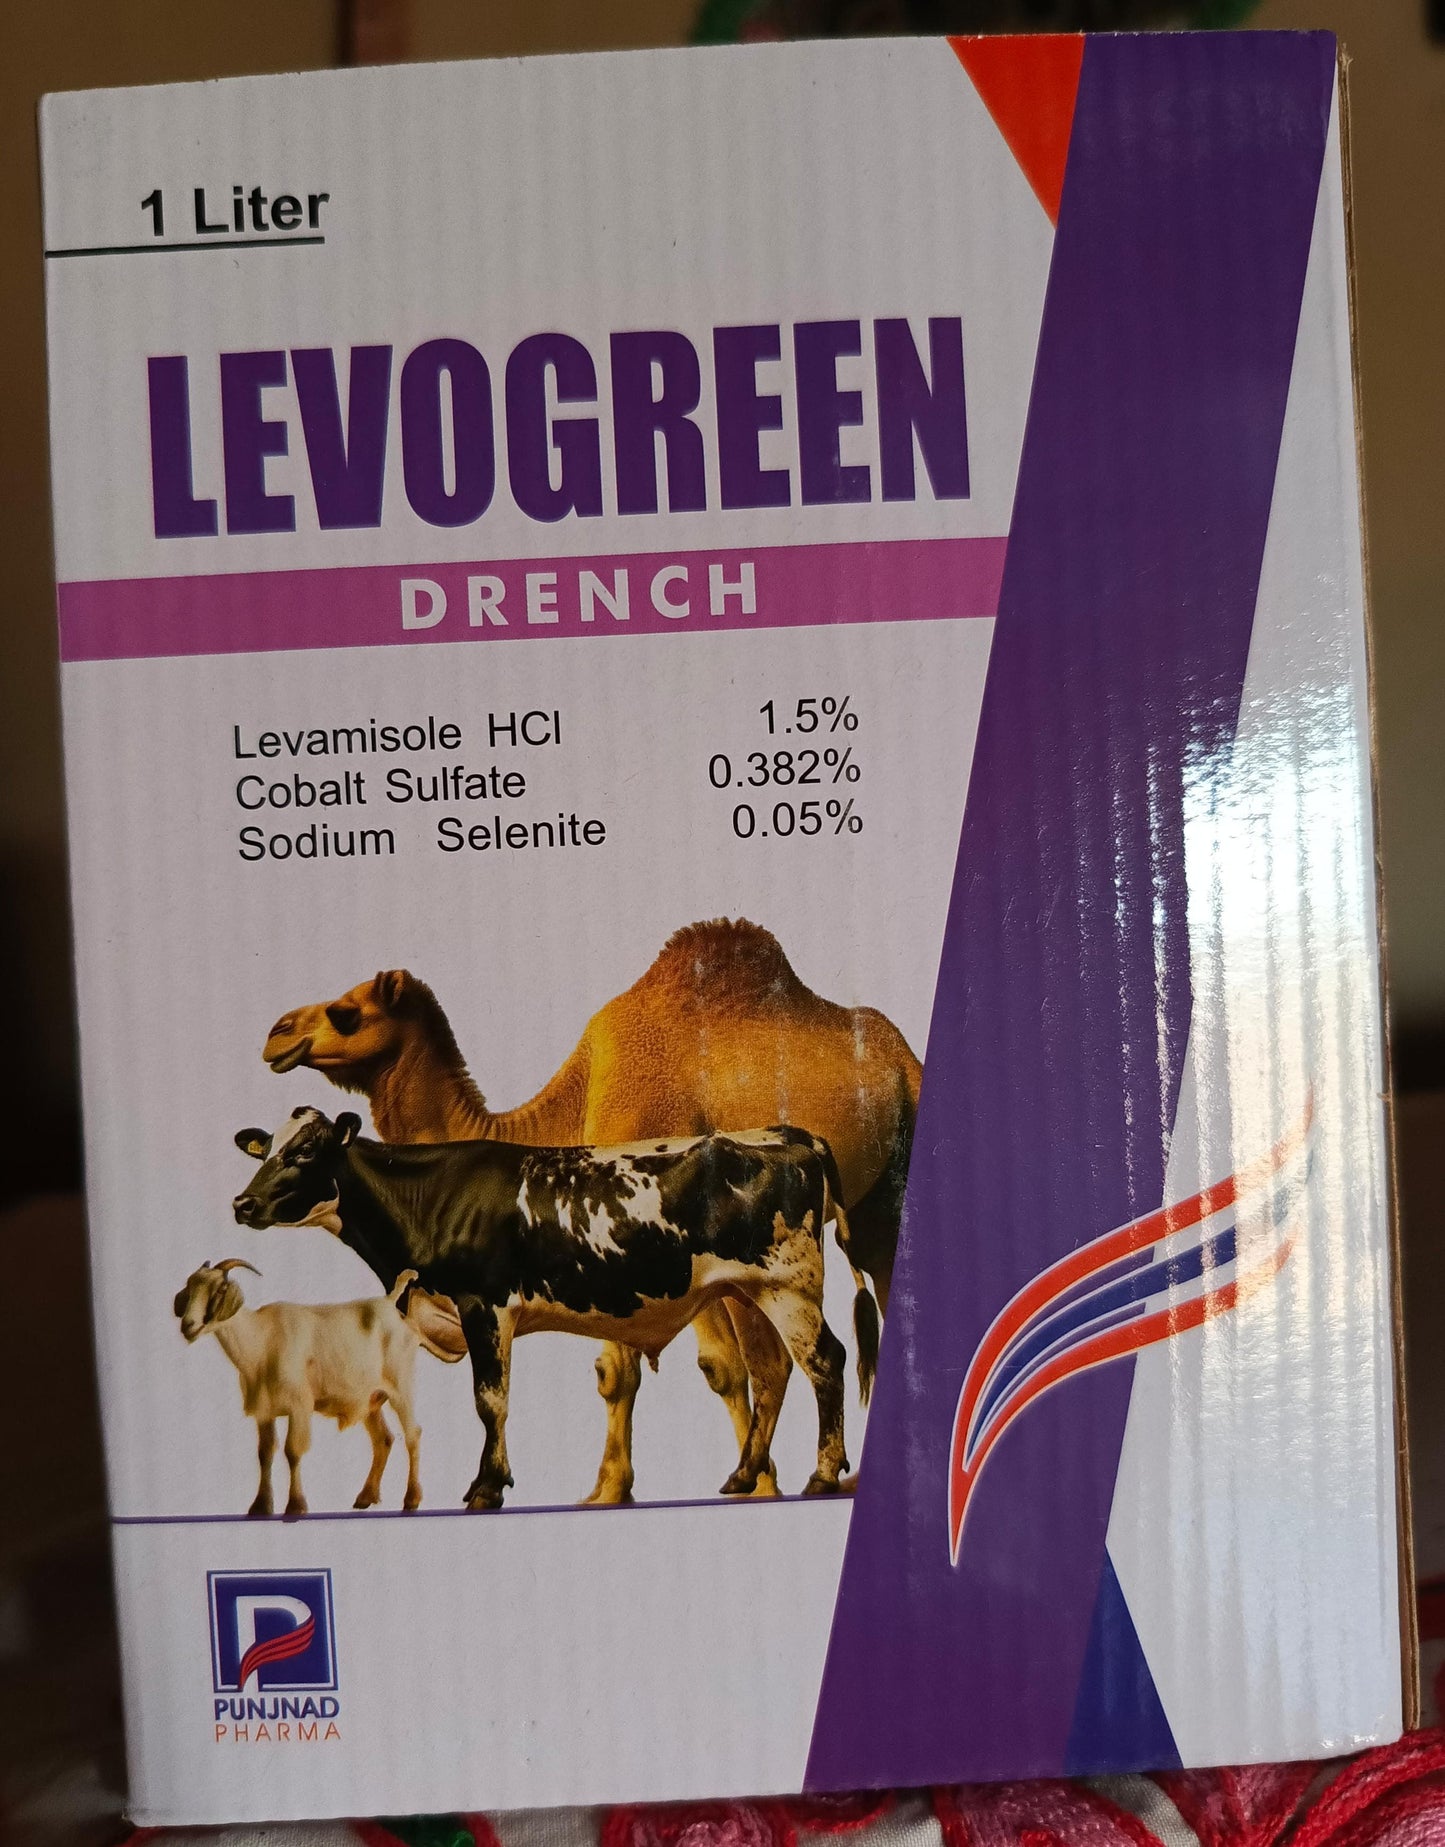 1 Liter
LEVOGREEN
DRENCH
Levamisole HCl 1.5%
Cobalt Sulfate 0.382%
Sodium Selenite 0.05%
P
PUNJNAD
PHARMA